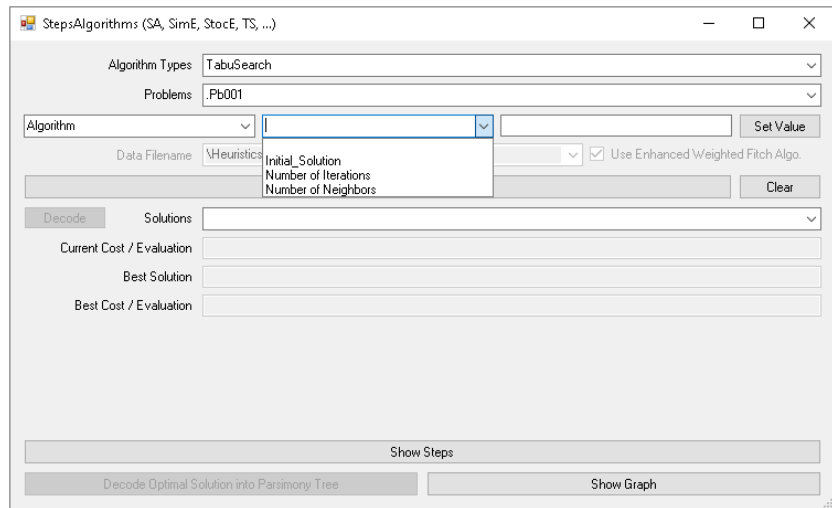 StepsAlgorithms (SA, SimE, StocE, TS, ...)
Algorithm Types TabuSearch
Problems .Pb001
Algorithm Set Value
Data Filename \Heuristics Use Enhanced Weighted Fitch Algo.
Initial_Solution
Number of Iterations
Number of Neighbors
Clear
Decode Solutions
Current Cost / Evaluation
Best Solution
Best Cost / Evaluation
Show Steps
Decode Optimal Solution into Parsimony Tree Show Graph